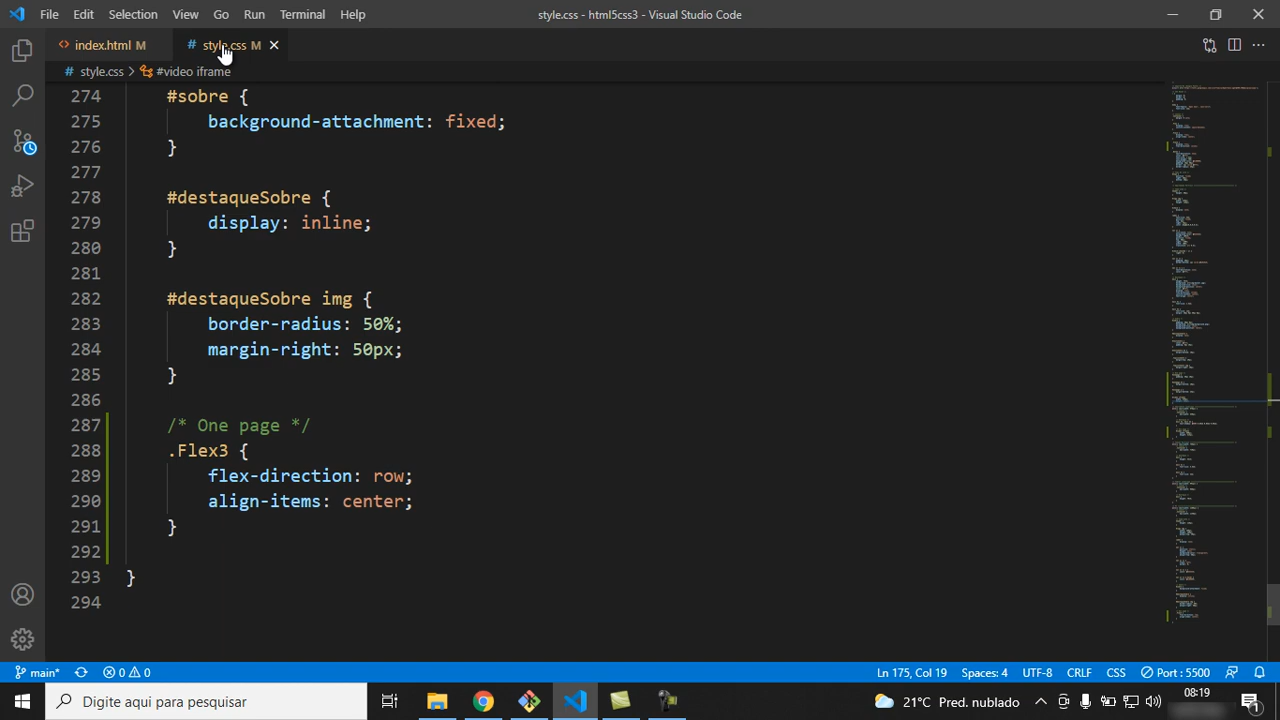 File Edit Selection View Go Run Terminal Help style.css - html5css3 - Visual Studio Code
index.html M # style.css M
# style.css > #video iframe
274 #sobre {
275 background-attachment: fixed;
276 }
277
278 #destaqueSobre {
279 display: inline;
280 }
281
282 #destaqueSobre img {
283 border-radius: 50%;
284 margin-right: 50px;
285 }
286
287 /* One page */
288 .Flex3 {
289 flex-direction: row;
290 align-items: center;
291 }
292
293 }
294
main* 0 0 Ln 175, Col 19 Spaces: 4 UTF-8 CRLF CSS Port : 5500
Digite aqui para pesquisar 21°C Pred. nublado 08:19
1